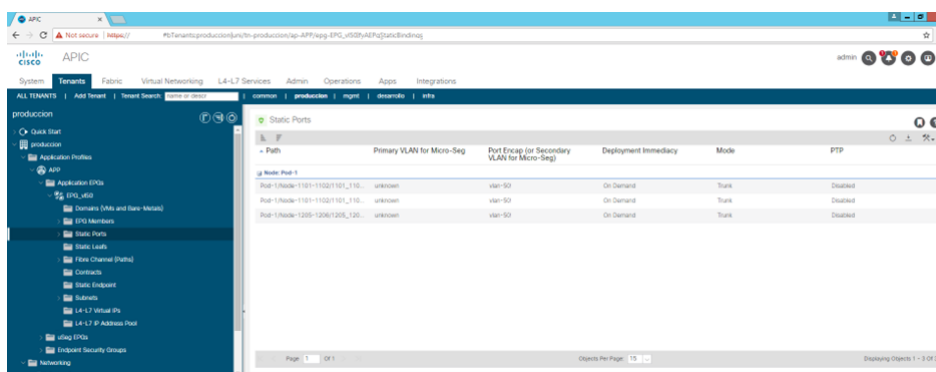 APIC
Not secure | https://
#bTenants:produccion|uni/tn-produccion/ap-APP/epg-EPG_vl50
cisco APIC
admin
System Tenants Fabric Virtual Networking L4-L7 Services Admin Operations Apps Integrations
ALL TENANTS | Add Tenant | Tenant Search: name or descr | common | produccion | mgmt | desarrollo | infra
produccion
Quick Start
produccion
Application Profiles
APP
Application EPGs
EPG_vl50
Domains (VMs and Bare-Metals)
EPG Members
Static Ports
Static Leafs
Fibre Channel (Paths)
Contracts
Static Endpoint
Subnets
L4-L7 Virtual IPs
L4-L7 IP Address Pool
uSeg EPGs
Endpoint Security Groups
Networking
Static Ports
Path Primary VLAN for Micro-Seg Port Encap (or Secondary VLAN for Micro-Seg) Deployment Immediacy Mode PTP
Node: Pod-1
Pod-1/Node-1101-1102/1101_110... unknown vlan-50 On Demand Trunk Disabled
Pod-1/Node-1101-1102/1101_110... unknown vlan-50 On Demand Trunk Disabled
Pod-1/Node-1205-1206/1205_120... unknown vlan-50 On Demand Trunk Disabled
Page 1 Of 1 Objects Per Page: 15 Displaying Objects 1 - 3 Of